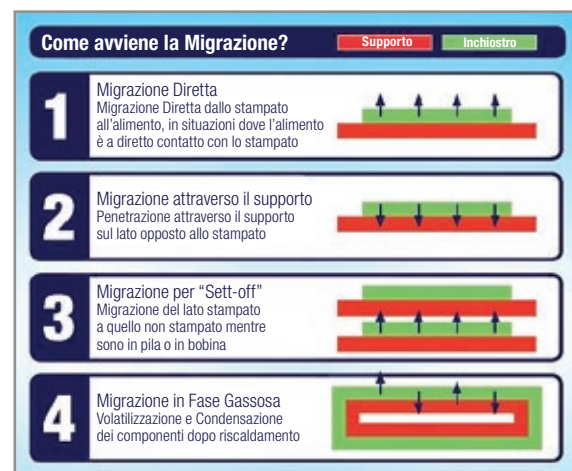 Come avviene la Migrazione?
Supporto
Inchiostro
1
Migrazione Diretta
Migrazione Diretta dallo stampato
all'alimento, in situazioni dove l'alimento
è a diretto contatto con lo stampato
2
Migrazione attraverso il supporto
Penetrazione attraverso il supporto
sul lato opposto allo stampato
3
Migrazione per “Sett-off”
Migrazione del lato stampato
a quello non stampato mentre
sono in pila o in bobina
4
Migrazione in Fase Gassosa
Volatilizzazione e Condensazione
dei componenti dopo riscaldamento